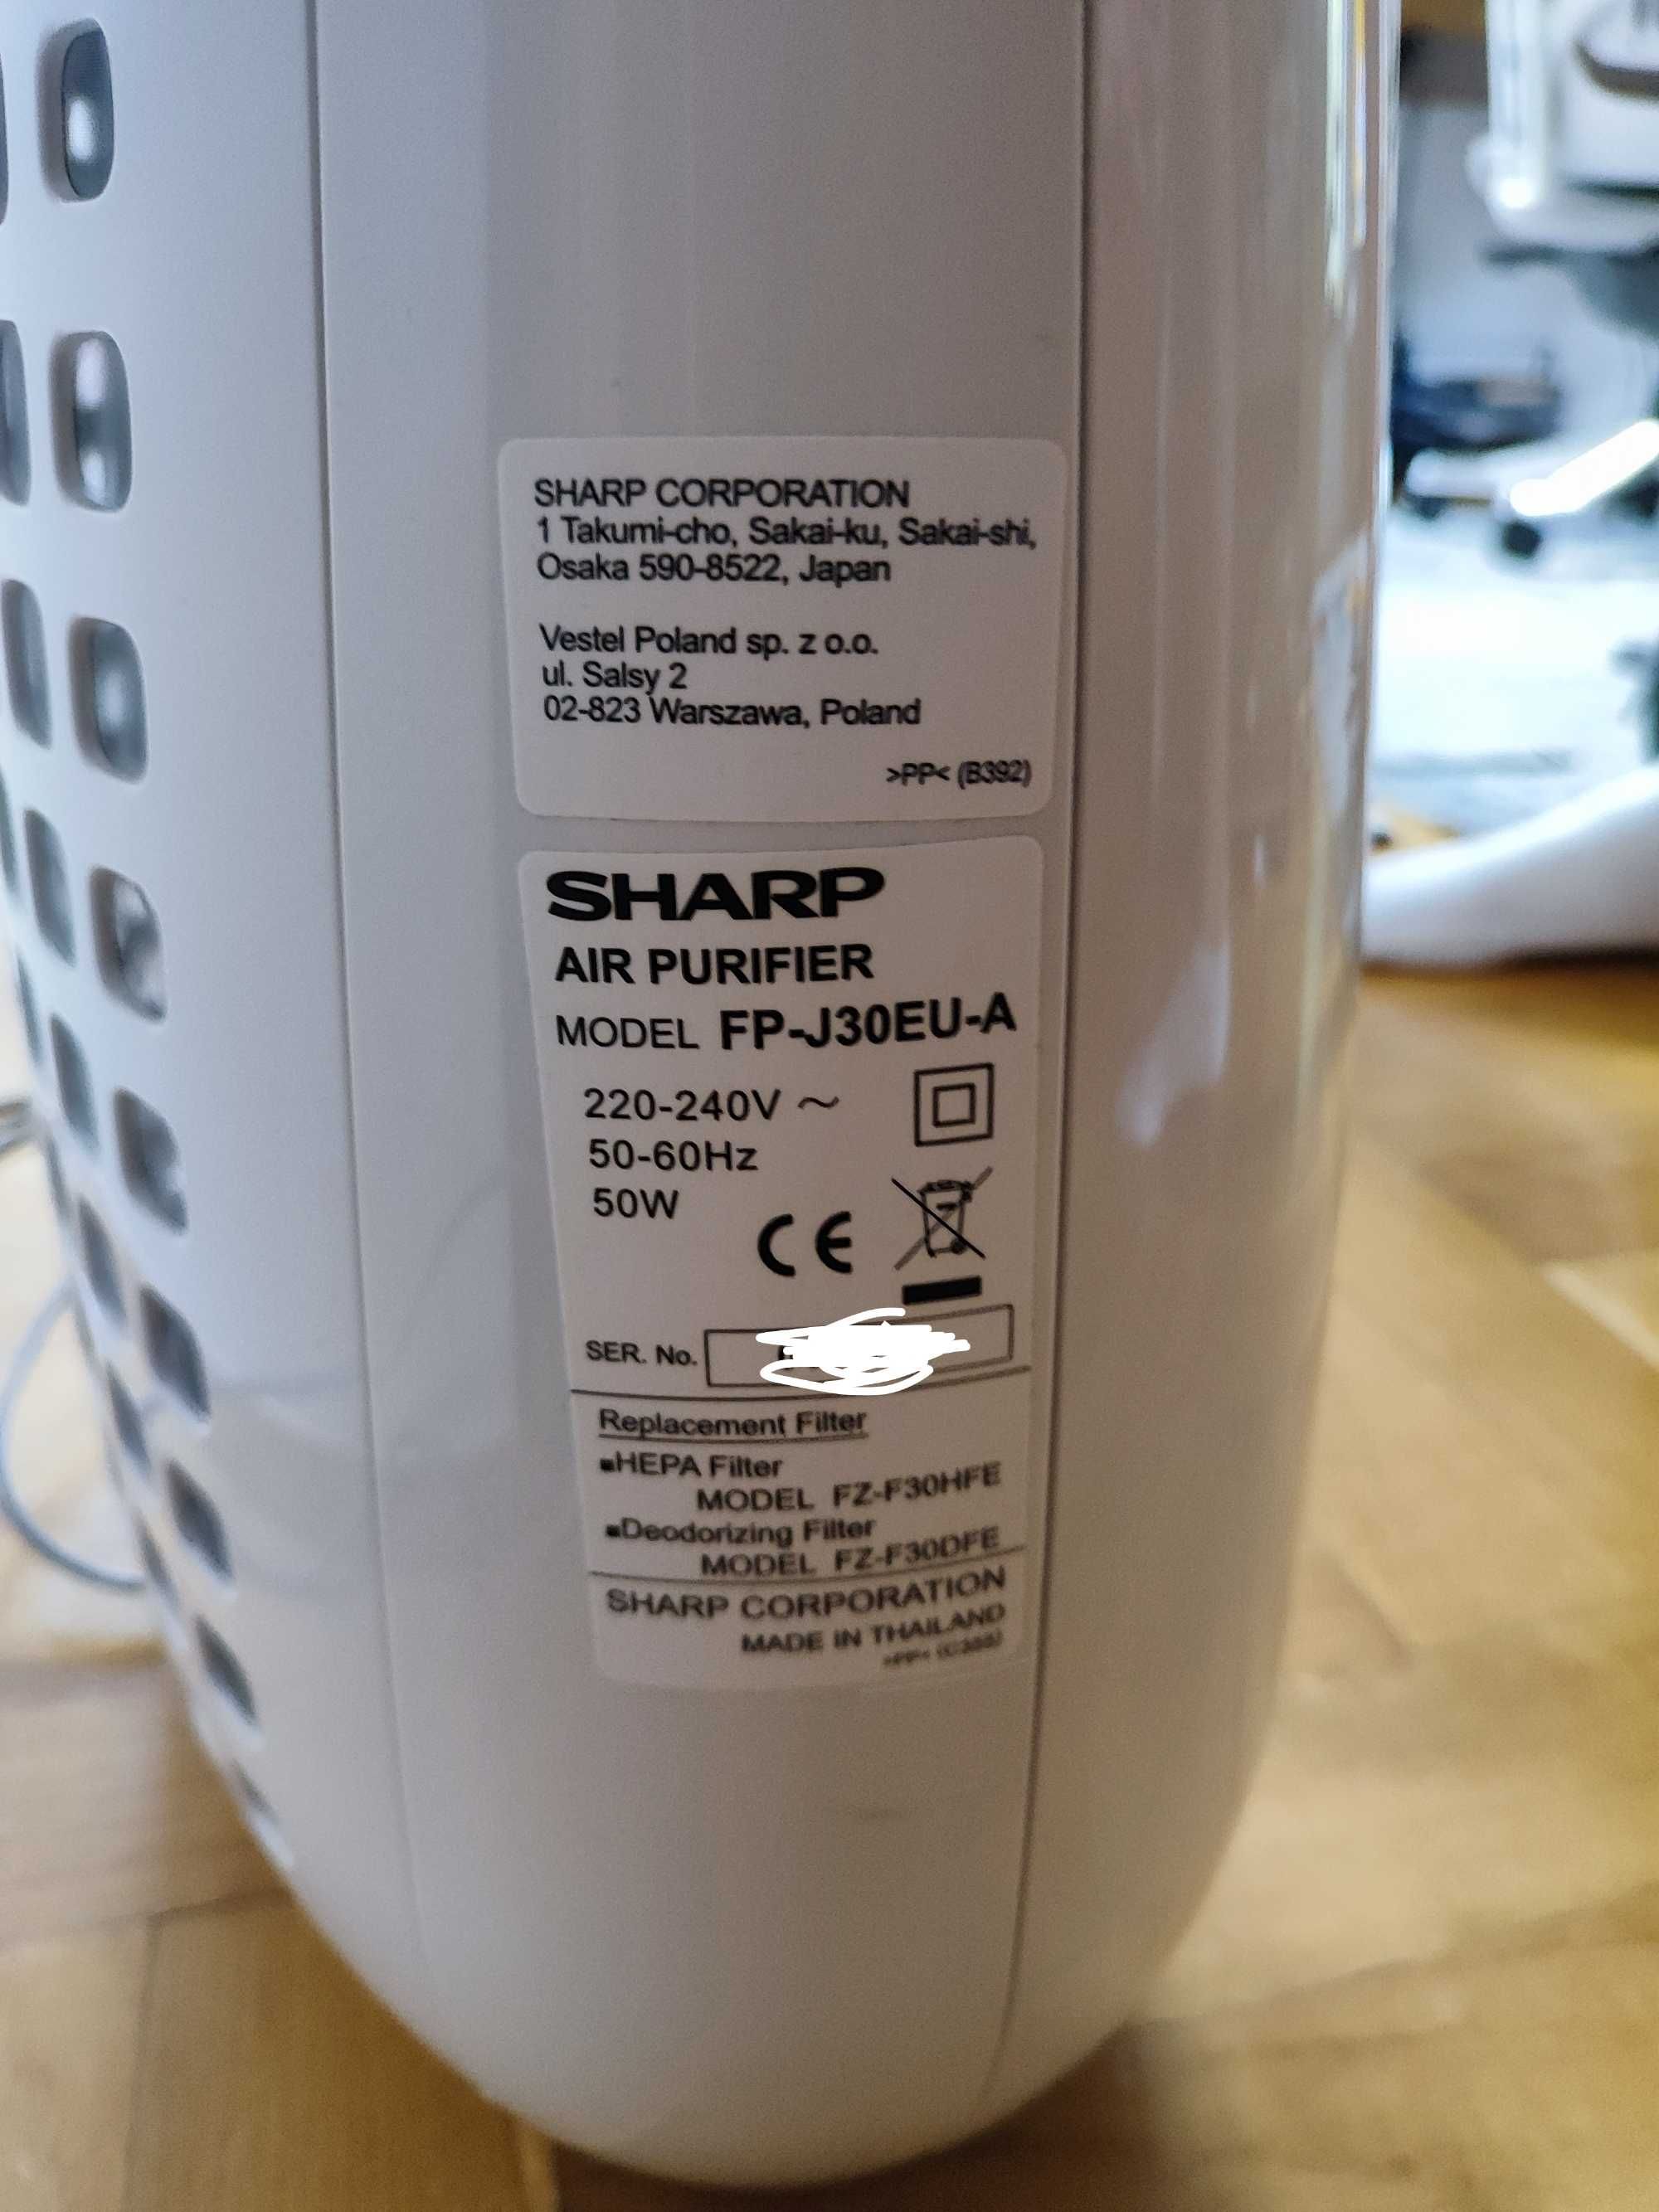 SHARP CORPORATION
1 Takumi-cho, Sakai-ku, Sakai-shi,
Osaka 590-8522, Japan
Vestel Poland sp. z o.o.
ul. Salsy 2
02-823 Warszawa, Poland
>PP< (B392)
SHARP
AIR PURIFIER
MODEL FP-J30EU-A
220-240V ~
50-60Hz
50W
CE
SER. No.
Replacement Filter
■HEPA Filter
MODEL FZ-F30HFE
■Deodorizing Filter
MODEL FZ-F30DFE
SHARP CORPORATION
MADE IN THAILAND
>PP<